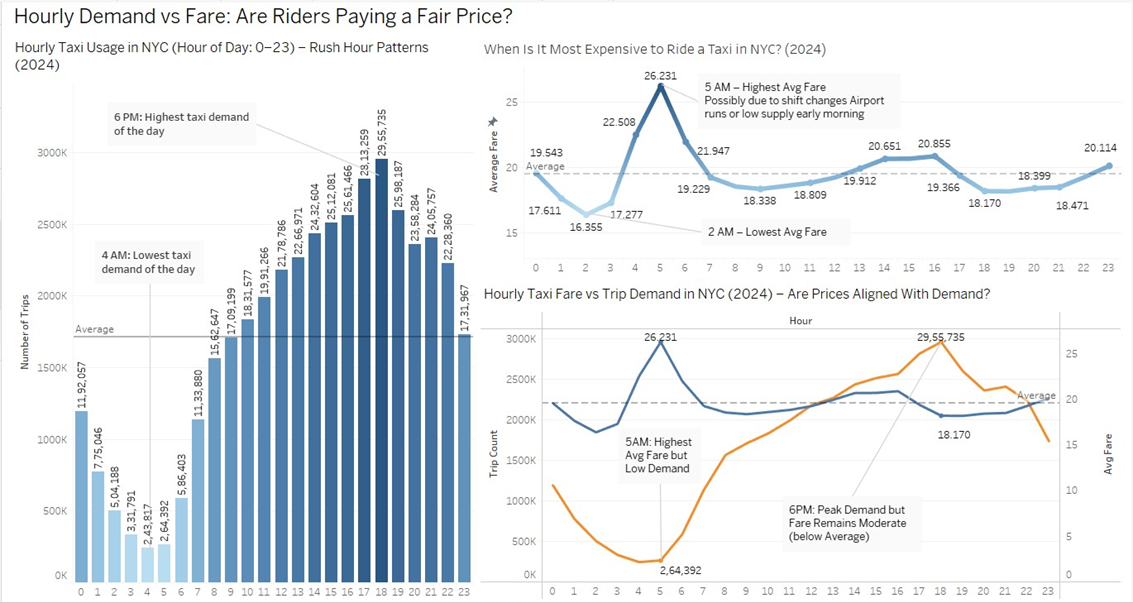 Hourly Demand vs Fare: Are Riders Paying a Fair Price?
Hourly Taxi Usage in NYC (Hour of Day: 0–23) – Rush Hour Patterns
(2024)
Number of Trips
3000K
2500K
2000K
1500K
1000K
500K
0K
6 PM: Highest taxi demand
of the day
4 AM: Lowest taxi
demand of the day
Average
11,92,057
7,75,046
5,04,188
3,31,791
2,43,817
2,64,392
5,86,403
11,33,880
15,62,647
17,09,199
18,31,577
19,91,266
21,78,786
22,66,971
24,32,604
25,12,081
25,61,466
28,13,259
29,55,735
25,98,187
23,58,284
24,05,757
22,28,360
17,31,967
0 1 2 3 4 5 6 7 8 9 10 11 12 13 14 15 16 17 18 19 20 21 22 23
When Is It Most Expensive to Ride a Taxi in NYC? (2024)
Average Fare
25
20
15
Average
19.543
17.611
16.355
17.277
22.508
26.231
21.947
19.229
18.338
18.809
19.912
20.651
20.855
19.366
18.170
18.399
18.471
20.114
5 AM – Highest Avg Fare
Possibly due to shift changes Airport
runs or low supply early morning
2 AM – Lowest Avg Fare
0 1 2 3 4 5 6 7 8 9 10 11 12 13 14 15 16 17 18 19 20 21 22 23
Hourly Taxi Fare vs Trip Demand in NYC (2024) – Are Prices Aligned With Demand?
Hour
Trip Count
3000K
2500K
2000K
1500K
1000K
500K
0K
26.231
29,55,735
Average
18.170
5AM: Highest
Avg Fare but
Low Demand
6PM: Peak Demand but
Fare Remains Moderate
(below Average)
2,64,392
25
20
15
10
5
0
Avg Fare
0 1 2 3 4 5 6 7 8 9 10 11 12 13 14 15 16 17 18 19 20 21 22 23